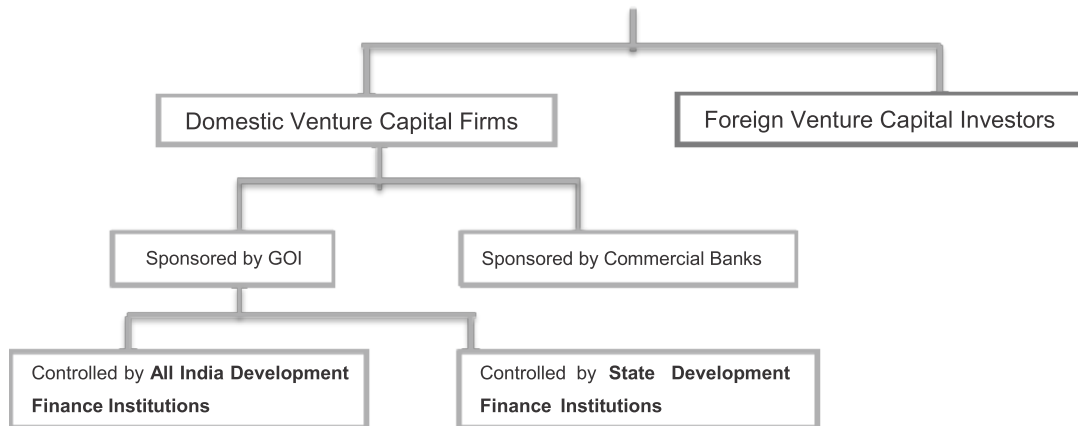 Domestic Venture Capital Firms
Foreign Venture Capital Investors
Sponsored by GOI
Sponsored by Commercial Banks
Controlled by All India Development
Finance Institutions
Controlled by State Development
Finance Institutions